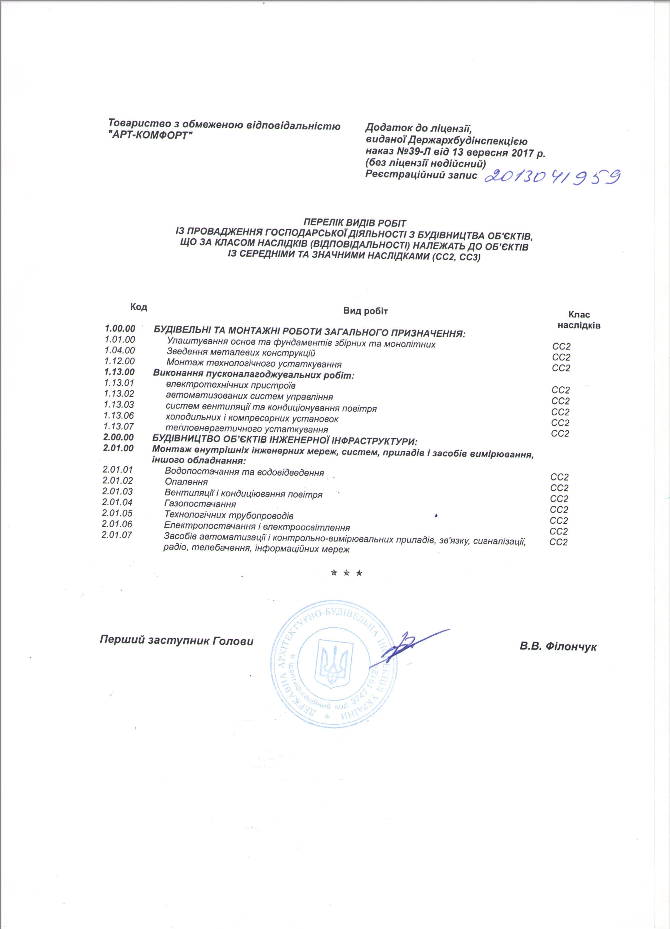 Товариство з обмеженою відповідальністю
"АРТ-КОМФОРТ"
Додаток до ліцензії,
виданої Держархбудінспекцією
наказ №39-Л від 13 вересня 2017 р.
(без ліцензії недійсний)
Реєстраційний запис 2013041959
ПЕРЕЛІК ВИДІВ РОБІТ
ІЗ ПРОВАДЖЕННЯ ГОСПОДАРСЬКОЇ ДІЯЛЬНОСТІ З БУДІВНИЦТВА ОБ'ЄКТІВ,
ЩО ЗА КЛАСОМ НАСЛІДКІВ (ВІДПОВІДАЛЬНОСТІ) НАЛЕЖАТЬ ДО ОБ'ЄКТІВ
ІЗ СЕРЕДНІМИ ТА ЗНАЧНИМИ НАСЛІДКАМИ (СС2, СС3)
Код Вид робіт Клас
наслідків
1.00.00 БУДІВЕЛЬНІ ТА МОНТАЖНІ РОБОТИ ЗАГАЛЬНОГО ПРИЗНАЧЕННЯ:
1.01.00 Улаштування основ та фундаментів збірних та монолітних СС2
1.04.00 Зведення металевих конструкцій СС2
1.12.00 Монтаж технологічного устаткування СС2
1.13.00 Виконання пусконалагоджувальних робіт:
1.13.01 електротехнічних пристроїв СС2
1.13.02 автоматизованих систем управління СС2
1.13.03 систем вентиляції та кондиціонування повітря СС2
1.13.06 холодильних і компресорних установок СС2
1.13.07 теплоенергетичного устаткування СС2
2.00.00 БУДІВНИЦТВО ОБ'ЄКТІВ ІНЖЕНЕРНОЇ ІНФРАСТРУКТУРИ:
2.01.00 Монтаж внутрішніх інженерних мереж, систем, приладів і засобів вимірювання,
іншого обладнання:
2.01.01 Водопостачання та водовідведення СС2
2.01.02 Опалення СС2
2.01.03 Вентиляції і кондиціювання повітря СС2
2.01.04 Газопостачання СС2
2.01.05 Технологічних трубопроводів СС2
2.01.06 Електропостачання і електроосвітлення СС2
2.01.07 Засобів автоматизації і контрольно-вимірювальних приладів, зв'язку, сигналізації, СС2
радіо, телебачення, інформаційних мереж
* * *
Перший заступник Голови
В.В. Філончук
ДЕРЖАВНА АРХІТЕКТУРНО-БУДІВЕЛЬНА ІНСПЕКЦІЯ УКРАЇНИ
Ідентифікаційний код